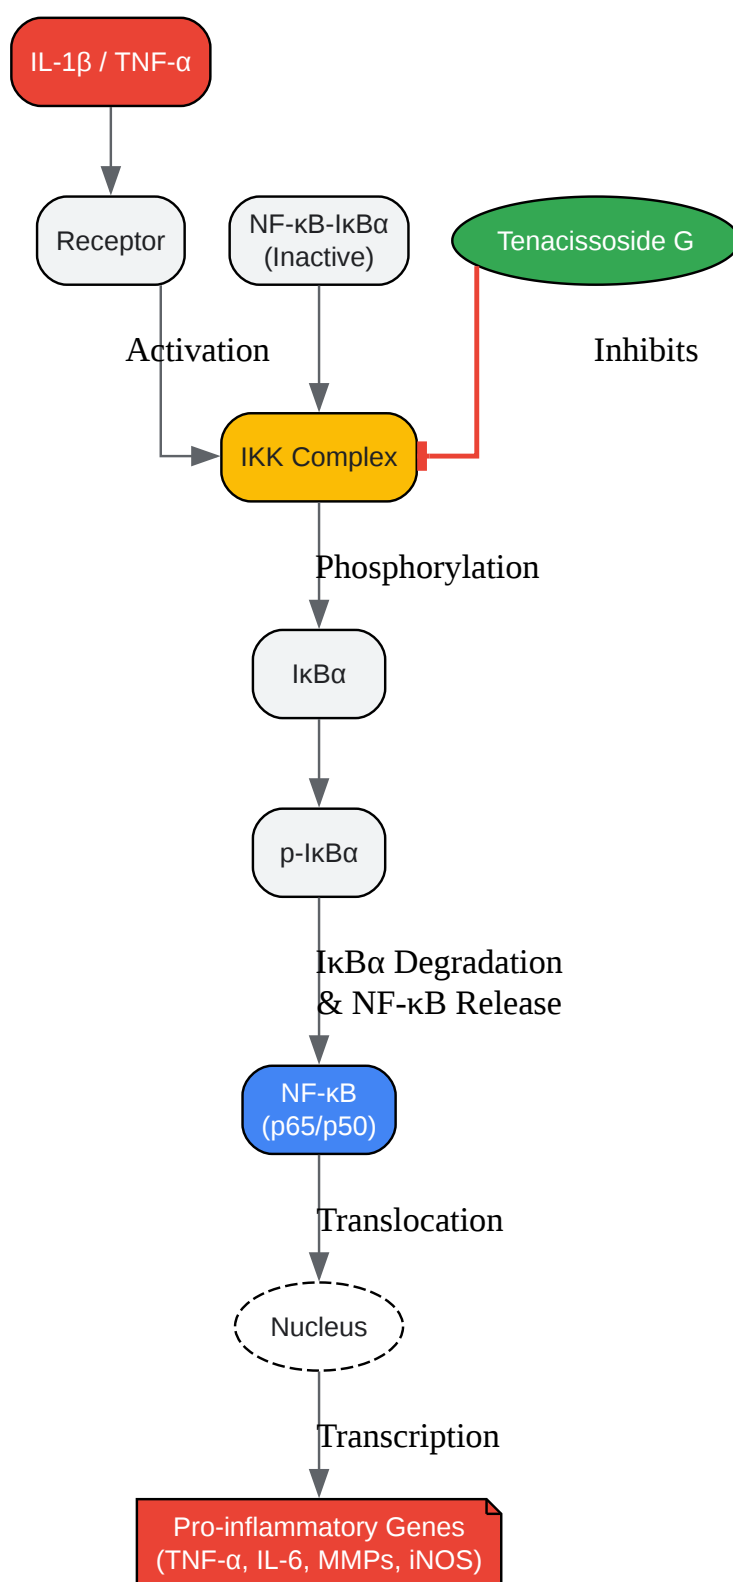 IL-1β / TNF-α
Receptor
NF-κB-IκBα
(Inactive)
Tenacissoside G
Activation
Inhibits
IKK Complex
Phosphorylation
IκBα
p-IκBα
IκBα Degradation
& NF-κB Release
NF-κB
(p65/p50)
Translocation
Nucleus
Transcription
Pro-inflammatory Genes
(TNF-α, IL-6, MMPs, iNOS)